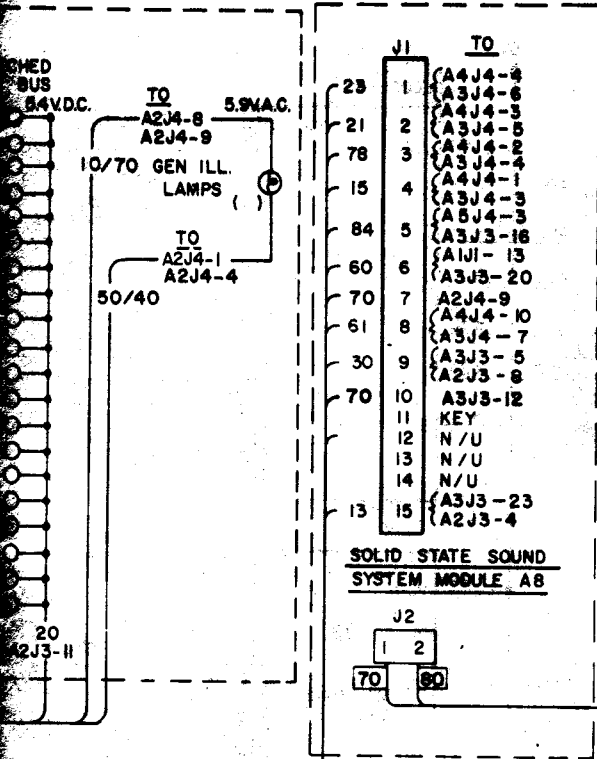 CHED
BUS
5.4V.D.C.
TO
A2J4-8
A2J4-9
5.9V.A.C.
10/70 GEN ILL.
LAMPS
( )
TO
A2J4-1
A2J4-4
50/40
20
A2J3-11
J1 TO
23 1 A4J4-4
A3J4-6
21 2 A4J4-3
A3J4-5
78 3 A4J4-2
A3J4-4
15 4 A4J4-1
A3J4-3
84 5 A5J4-3
A3J3-16
60 6 A1J1-13
A3J3-20
70 7 A2J4-9
61 8 A4J4-10
A3J4-7
30 9 A3J3-5
A2J3-8
70 10 A3J3-12
11 KEY
12 N/U
13 N/U
14 N/U
13 15 A3J3-23
A2J3-4
SOLID STATE SOUND
SYSTEM MODULE A8
J2
1 2
70 80